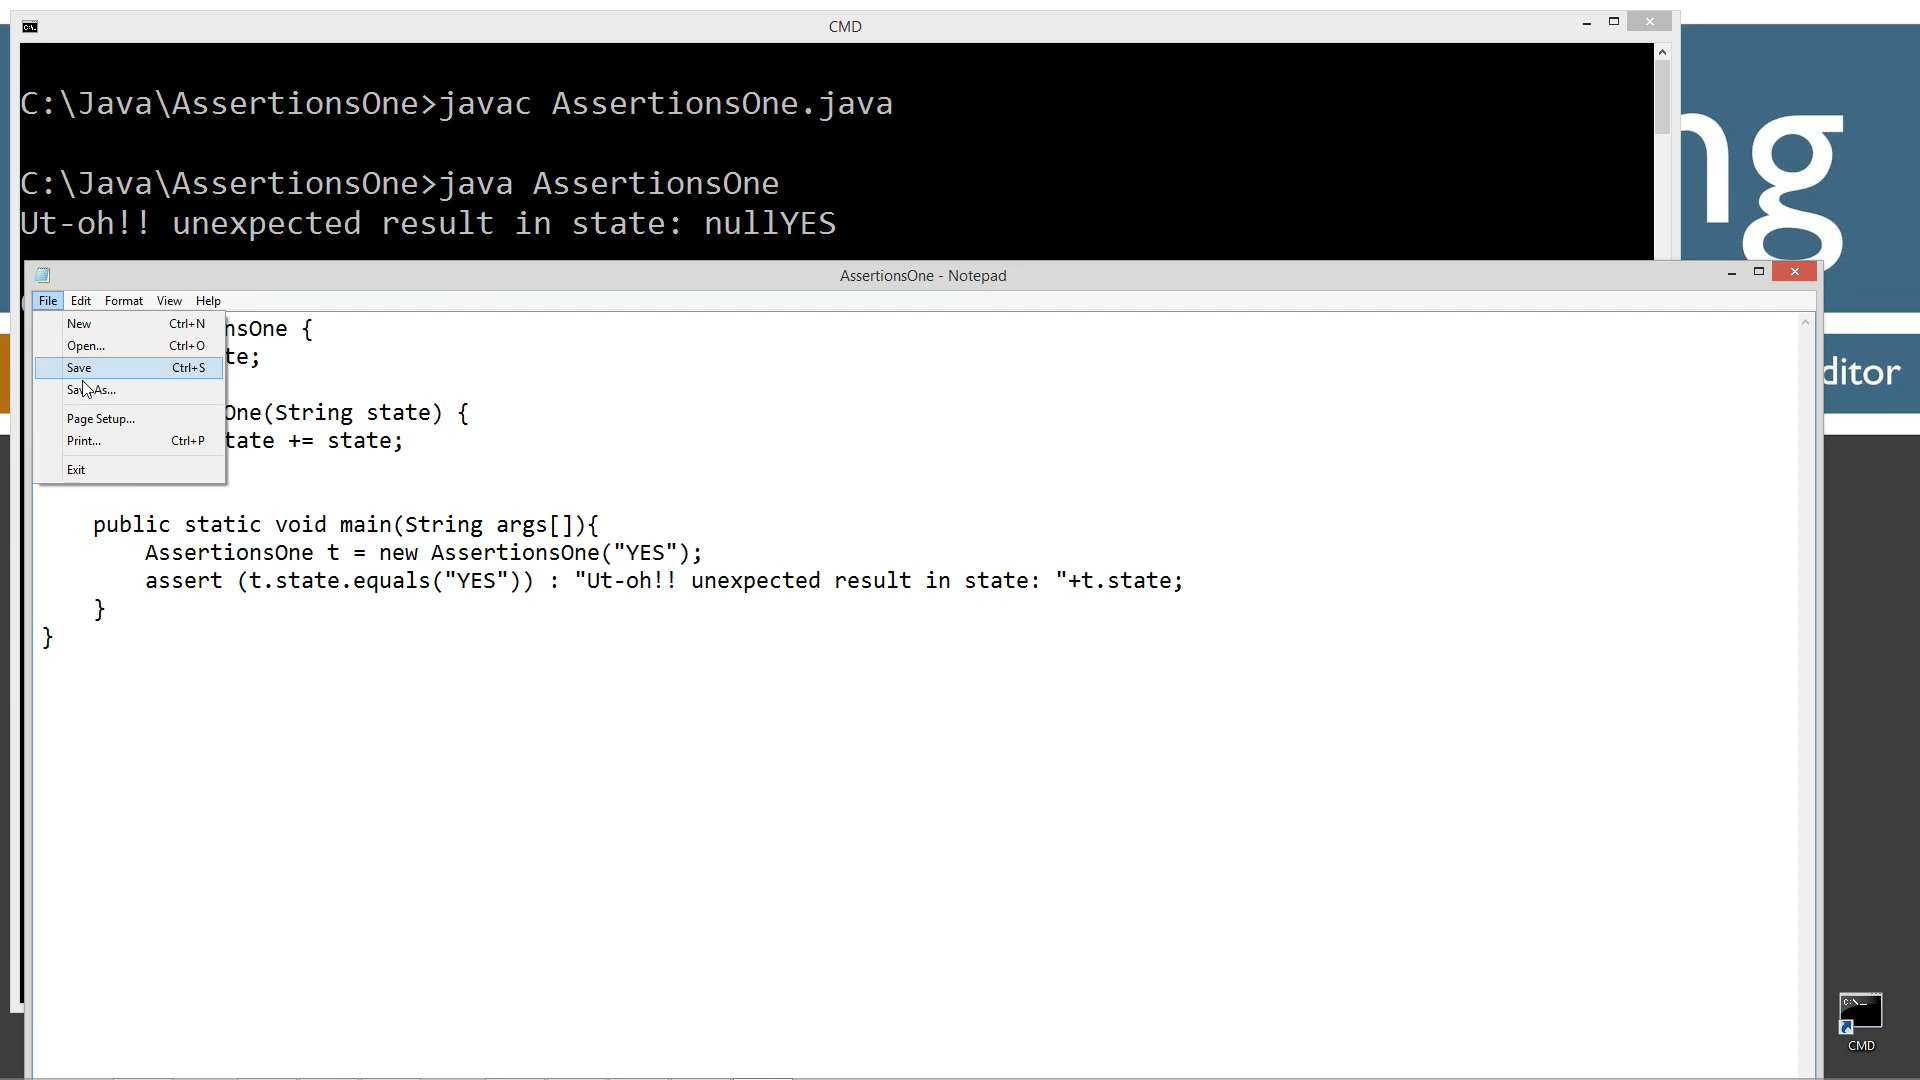 CMD
C:\Java\AssertionsOne>javac AssertionsOne.java
C:\Java\AssertionsOne>java AssertionsOne
Ut-oh!! unexpected result in state: nullYES
ng
ditor
AssertionsOne - Notepad
File Edit Format View Help
New Ctrl+N
Open... Ctrl+O
Save Ctrl+S
Save As...
Page Setup...
Print... Ctrl+P
Exit
nsOne {
te;
One(String state) {
tate += state;
public static void main(String args[]){
AssertionsOne t = new AssertionsOne("YES");
assert (t.state.equals("YES")) : "Ut-oh!! unexpected result in state: "+t.state;
}
}
CMD